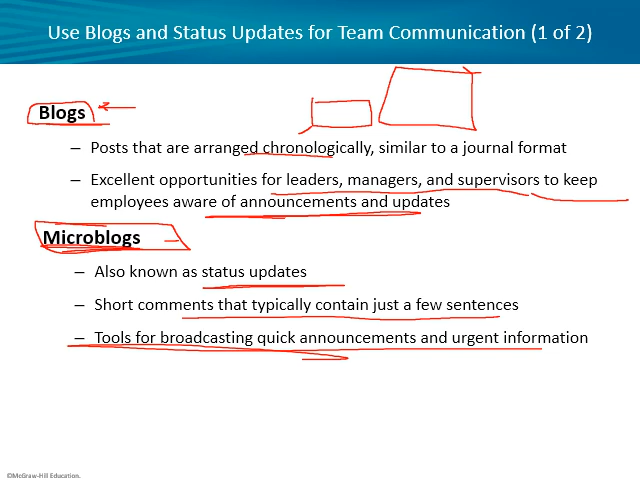 Use Blogs and Status Updates for Team Communication (1 of 2)
Blogs
– Posts that are arranged chronologically, similar to a journal format
– Excellent opportunities for leaders, managers, and supervisors to keep
employees aware of announcements and updates
Microblogs
– Also known as status updates
– Short comments that typically contain just a few sentences
– Tools for broadcasting quick announcements and urgent information
©McGraw-Hill Education.